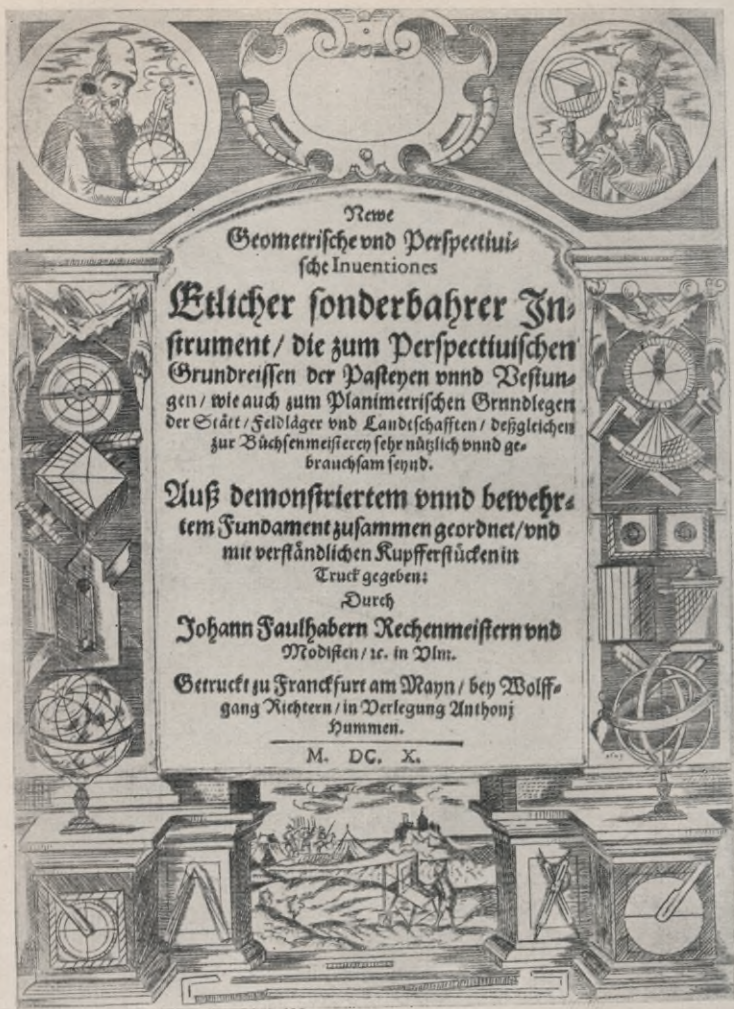 Newe
Geometrische vnd Perspectiui-
sche Inuentiones
Etlicher sonderbahrer In-
strument / die zum Perspectiuischen
Grundreissen der Pasteyen vnnd Vestun-
gen / wie auch zum Planimetrischen Grundlegen
der Stätt / Feldläger vnd Landtschafften / deßgleichen
zur Büchsenmeisterey sehr nützlich vnnd ge-
brauchsam seynd.
Auß demonstriertem vnnd bewehr-
tem Fundament zusammen geordnet / vnd
mit verständlichen Kupfferstücken in
Truck gegeben:
Durch
Johann Faulhabern Rechenmeistern vnd
Modisten / ꝛc. in Vlm.
Getruckt zu Franckfurt am Mayn / bey Wolff-
gang Richtern / in Verlegung Anthonj
Hummen.
M. DC. X.